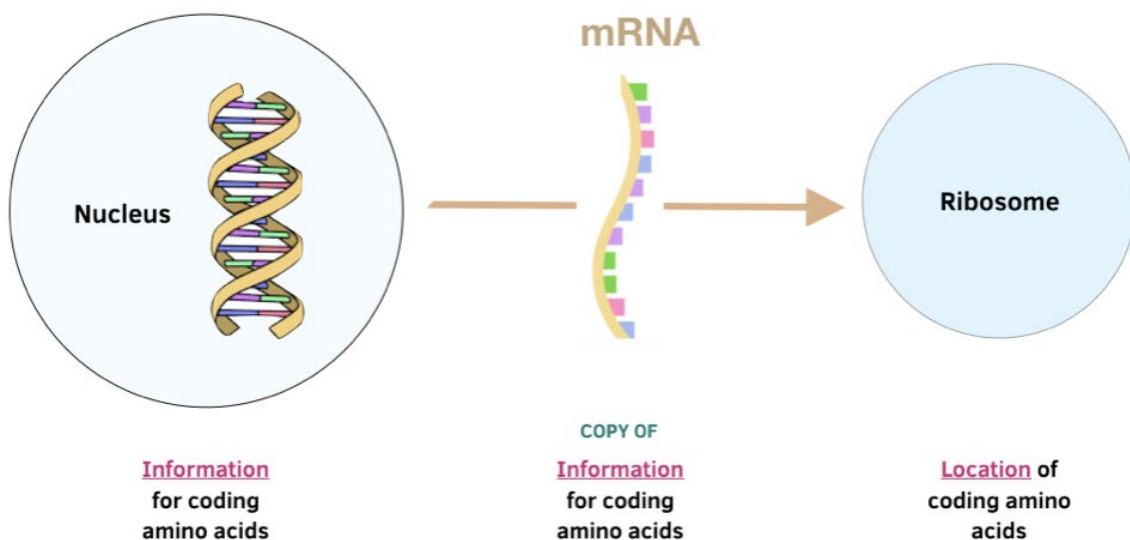 mRNA
Nucleus
Ribosome
COPY OF
Information
for coding
amino acids
Information
for coding
amino acids
Location of
coding amino
acids